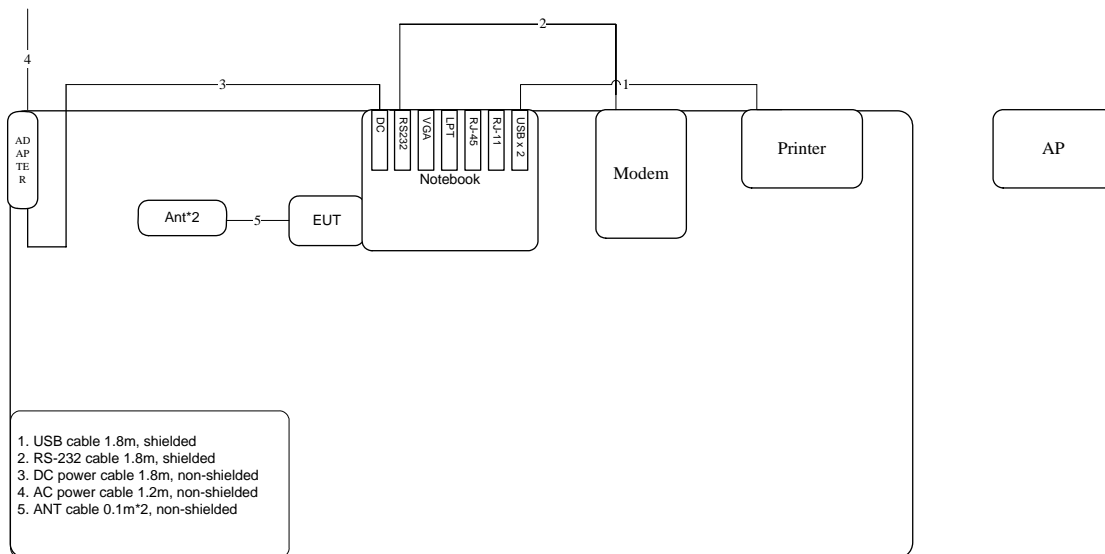 2
4
3
1
AD
AP
TE
R
DC
RS232
VGA
LPT
RJ-45
RJ-11
USB x 2
Notebook
Modem
Printer
AP
Ant*2
5
EUT
1. USB cable 1.8m, shielded
2. RS-232 cable 1.8m, shielded
3. DC power cable 1.8m, non-shielded
4. AC power cable 1.2m, non-shielded
5. ANT cable 0.1m*2, non-shielded